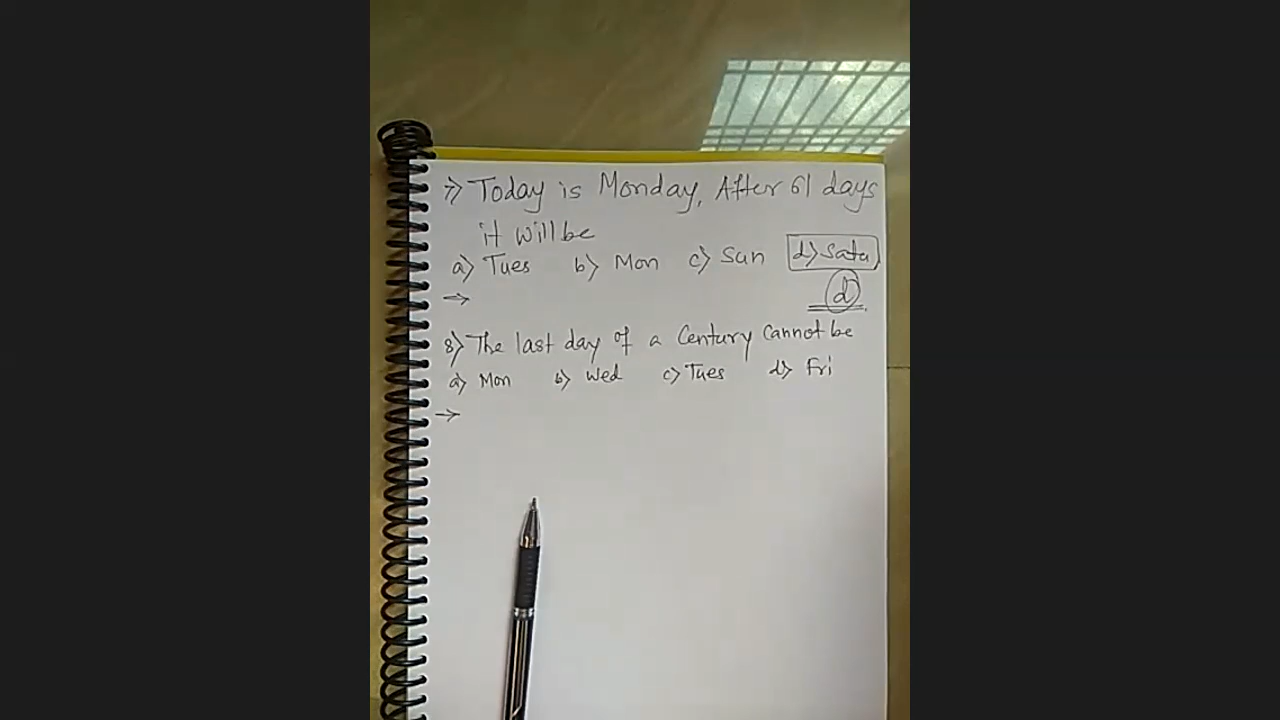 7) Today is Monday, After 61 days
it will be
a) Tues b) Mon c) Sun d) Satu
→ d
8) The last day of a Century Cannot be
a) Mon b) Wed c) Tues d) Fri
→